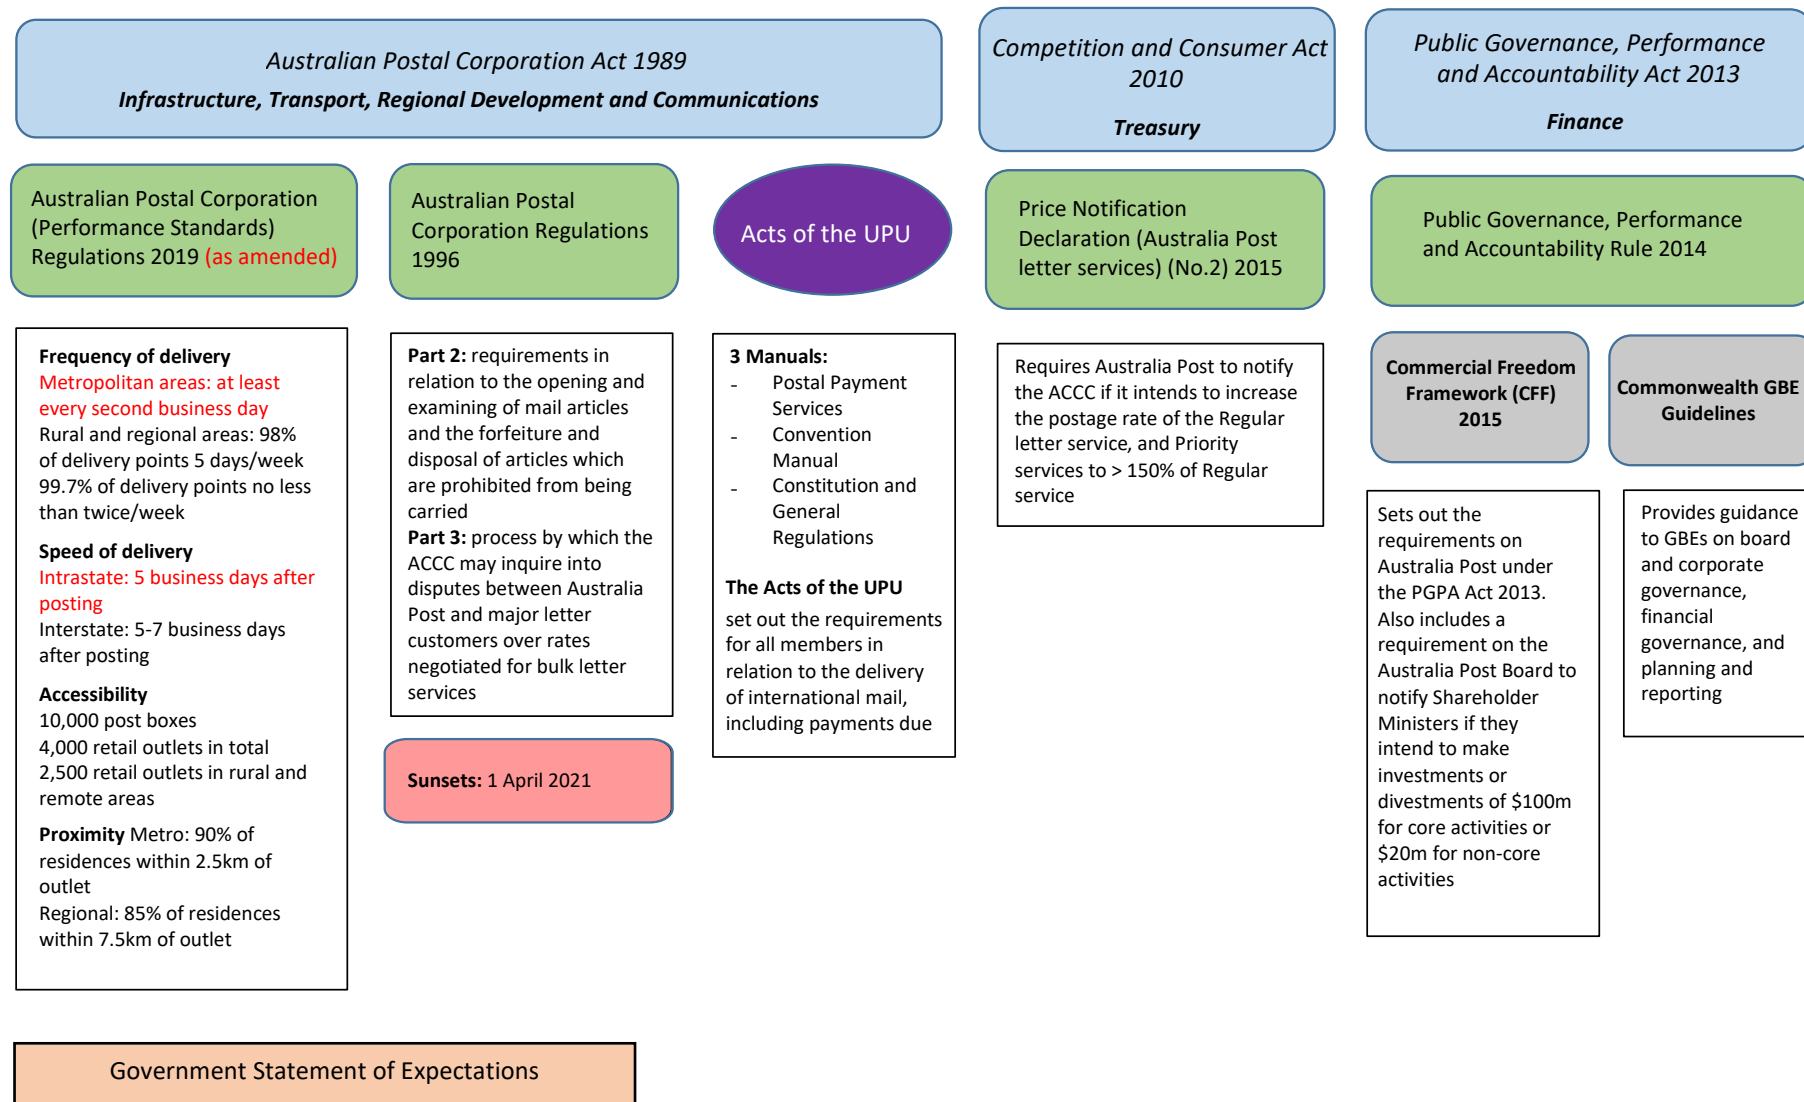 Australian Postal Corporation Act 1989
Infrastructure, Transport, Regional Development and Communications
Competition and Consumer Act
2010
Treasury
Public Governance, Performance
and Accountability Act 2013
Finance
Australian Postal Corporation
(Performance Standards)
Regulations 2019 (as amended)
Australian Postal
Corporation Regulations
1996
Acts of the UPU
Price Notification
Declaration (Australia Post
letter services) (No.2) 2015
Public Governance, Performance
and Accountability Rule 2014
Frequency of delivery
Metropolitan areas: at least
every second business day
Rural and regional areas: 98%
of delivery points 5 days/week
99.7% of delivery points no less
than twice/week
Speed of delivery
Intrastate: 5 business days after
posting
Interstate: 5-7 business days
after posting
Accessibility
10,000 post boxes
4,000 retail outlets in total
2,500 retail outlets in rural and
remote areas
Proximity Metro: 90% of
residences within 2.5km of
outlet
Regional: 85% of residences
within 7.5km of outlet
Part 2: requirements in
relation to the opening and
examining of mail articles
and the forfeiture and
disposal of articles which
are prohibited from being
carried
Part 3: process by which the
ACCC may inquire into
disputes between Australia
Post and major letter
customers over rates
negotiated for bulk letter
services
Sunsets: 1 April 2021
3 Manuals:
- Postal Payment
Services
- Convention
Manual
- Constitution and
General
Regulations
The Acts of the UPU
set out the requirements
for all members in
relation to the delivery
of international mail,
including payments due
Requires Australia Post to notify
the ACCC if it intends to increase
the postage rate of the Regular
letter service, and Priority
services to > 150% of Regular
service
Commercial Freedom
Framework (CFF)
2015
Commonwealth GBE
Guidelines
Sets out the
requirements on
Australia Post under
the PGPA Act 2013.
Also includes a
requirement on the
Australia Post Board to
notify Shareholder
Ministers if they
intend to make
investments or
divestments of $100m
for core activities or
$20m for non-core
activities
Provides guidance
to GBEs on board
and corporate
governance,
financial
governance, and
planning and
reporting
Government Statement of Expectations